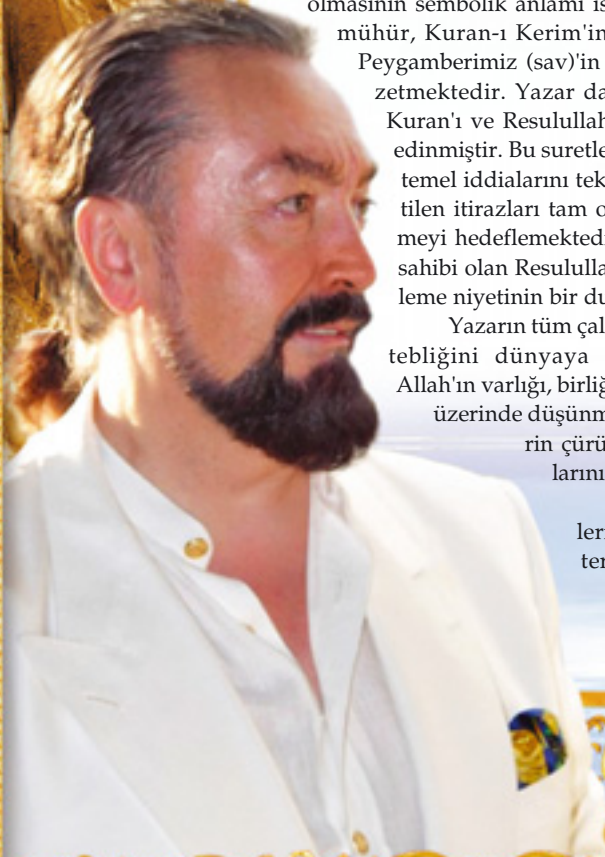 olmasının sembolik anlamı is
mühür, Kuran-ı Kerim'in
Peygamberimiz (sav)'in
zetmektedir. Yazar da
Kuran'ı ve Resulullah
edinmiştir. Bu suretle
temel iddialarını tek
tilen itirazları tam o
meyi hedeflemektedi
sahibi olan Resululla
leme niyetinin bir du
Yazarın tüm çal
tebliğini dünyaya
Allah'ın varlığı, birliğ
üzerinde düşünm
rin çürü
larını
ler
ter